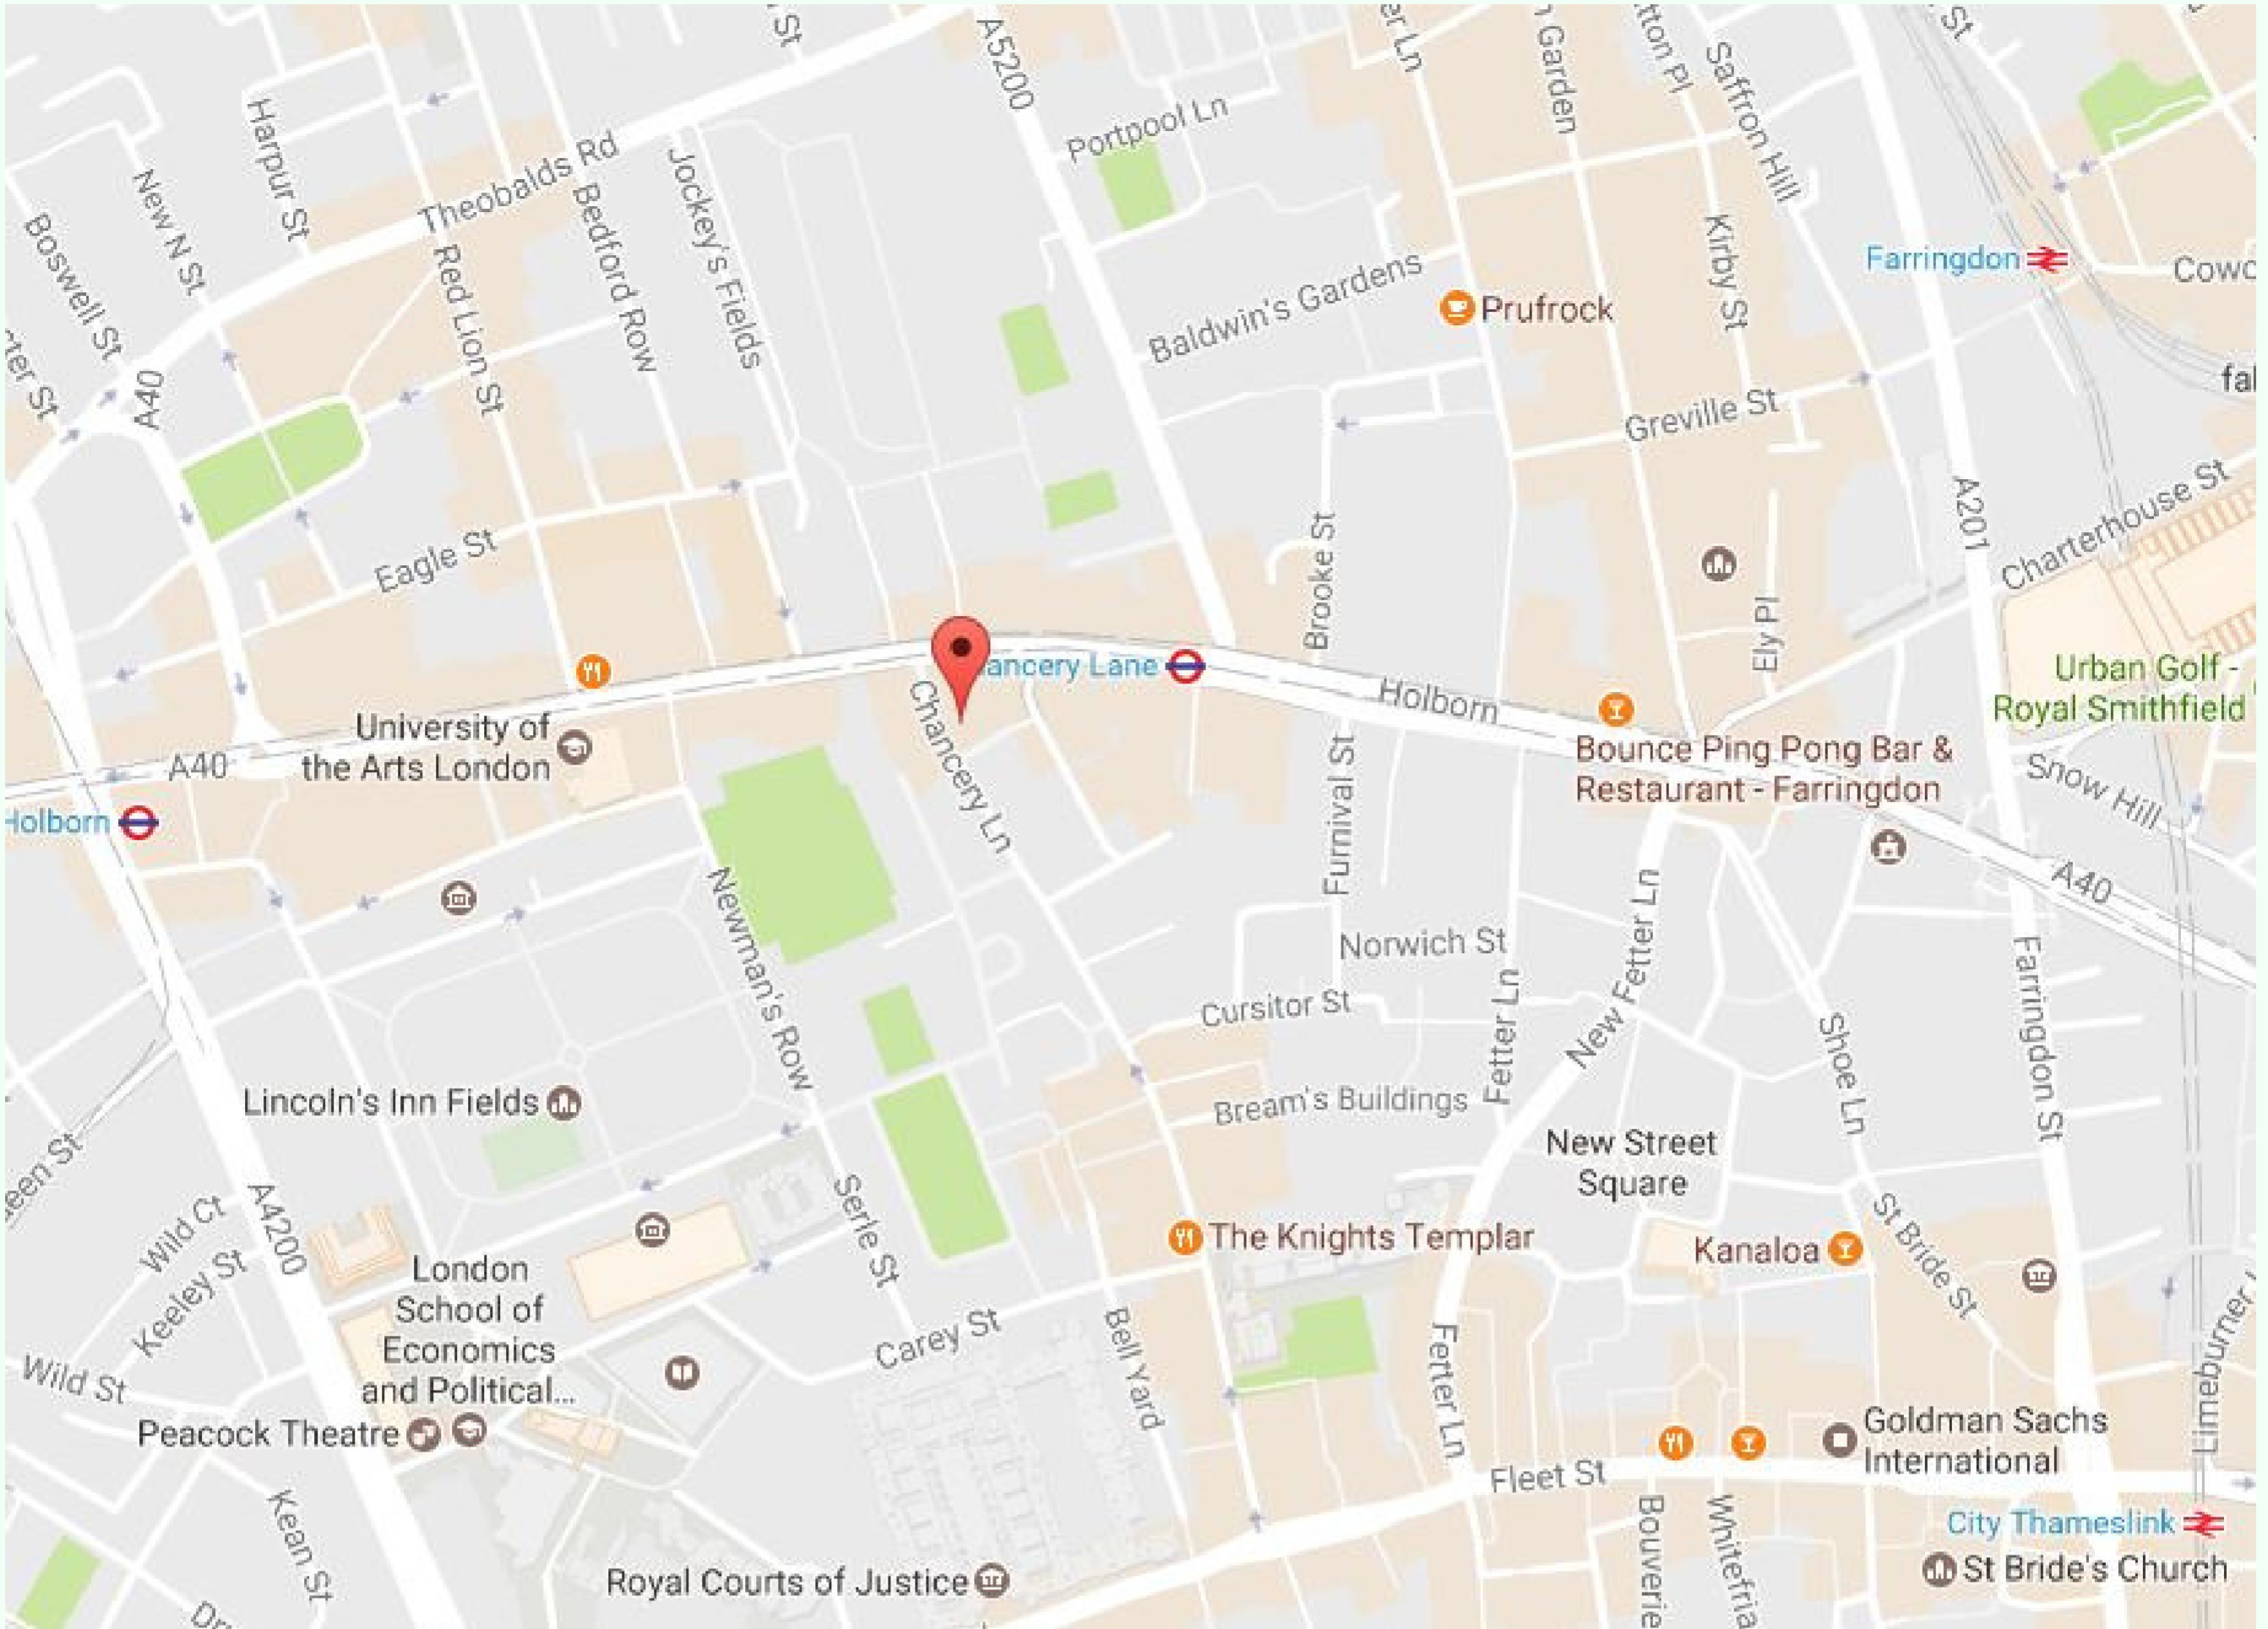 St
A5200
Garden
Saffron Hill
St
Harpur St
Portpool Ln
Theobalds Rd
New N St
Jockey's Fields
Bedford Row
Boswell St
Red Lion St
Kirby St
Farringdon
Baldwin's Gardens
Prufrock
A40
Greville St
A201
Charterhouse St
Eagle St
Brooke St
Ely Pl
Chancery Ln
Holborn
Urban Golf -
Royal Smithfield
University of
the Arts London
A40
Bounce Ping Pong Bar &
Restaurant - Farringdon
Snow Hill
Holborn
Furnival St
A40
Newman's Row
New Fetter Ln
Norwich St
Cursitor St
Fetter Ln
Shoe Ln
Farringdon St
Lincoln's Inn Fields
Bream's Buildings
New Street
Square
Wild Ct
A4200
Serle St
Keeley St
The Knights Templar
Kanaloa
St Bride St
London
School of
Economics
and Political...
Carey St
Bell Yard
Fetter Ln
Wild St
Peacock Theatre
Goldman Sachs
International
Limeburner
Fleet St
Kean St
Bouverie
City Thameslink
Royal Courts of Justice
St Bride's Church